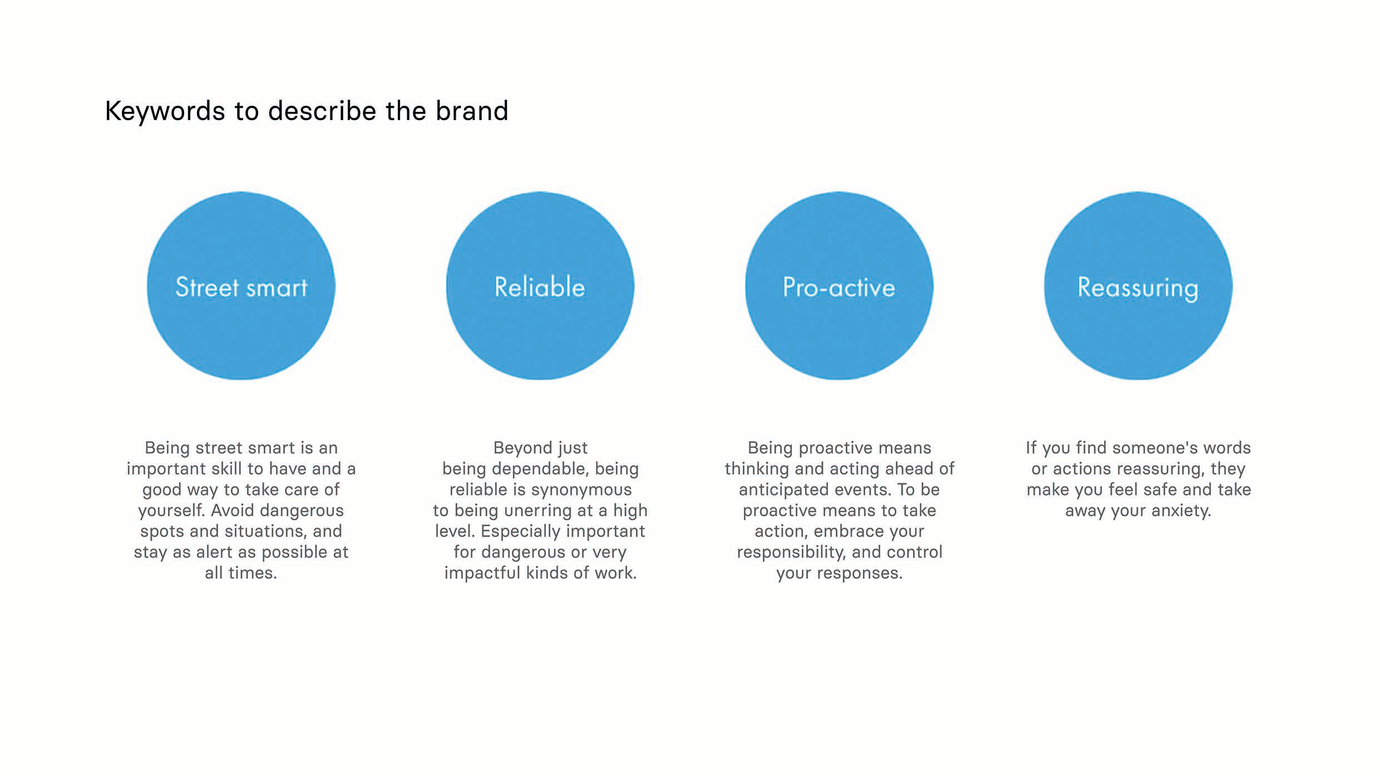 Keywords to describe the brand
Street smart
Reliable
Pro-active
Reassuring
Being street smart is an
important skill to have and a
good way to take care of
yourself. Avoid dangerous
spots and situations, and
stay as alert as possible at
all times.
Beyond just
being dependable, being
reliable is synonymous
to being unerring at a high
level. Especially important
for dangerous or very
impactful kinds of work.
Being proactive means
thinking and acting ahead of
anticipated events. To be
proactive means to take
action, embrace your
responsibility, and control
your responses.
If you find someone's words
or actions reassuring, they
make you feel safe and take
away your anxiety.